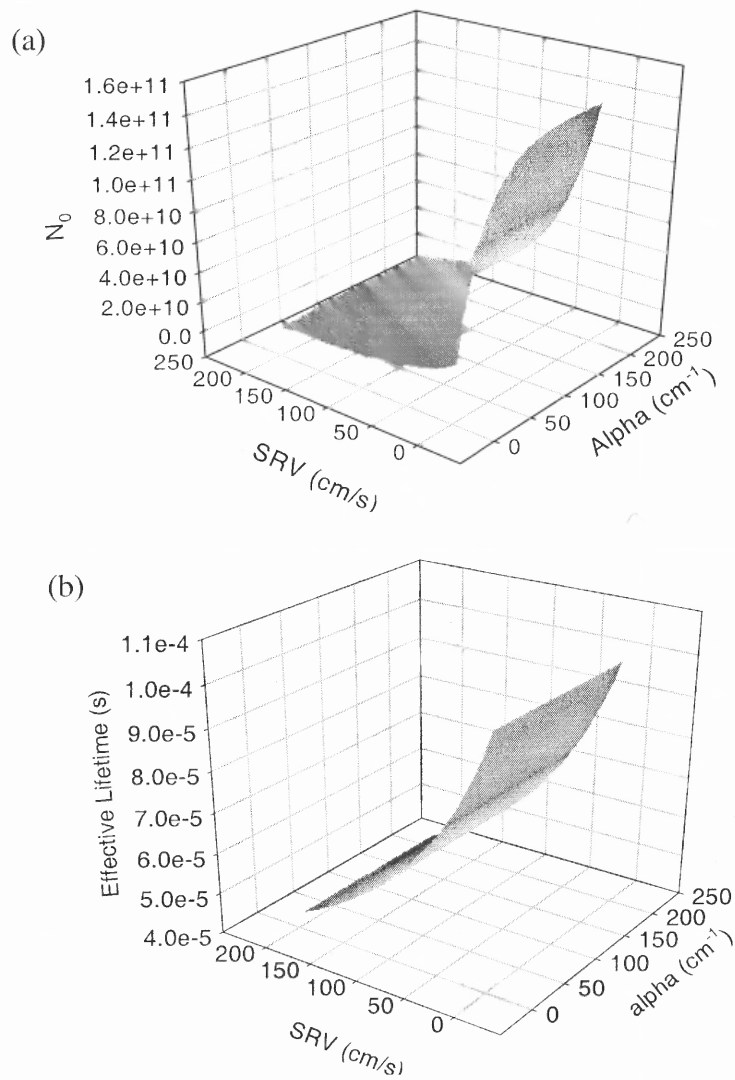 (a)
1.6e+11
1.4e+11
1.2e+11
1.0e+11
8.0e+10
6.0e+10
4.0e+10
2.0e+10
0.0
N0
250
200
150
100
50
0
SRV (cm/s)
0
50
100
150
200
250
Alpha (cm-1)
(b)
1.1e-4
1.0e-4
9.0e-5
8.0e-5
7.0e-5
6.0e-5
5.0e-5
4.0e-5
Effective Lifetime (s)
200
150
100
50
0
SRV (cm/s)
0
50
100
150
200
250
alpha (cm-1)